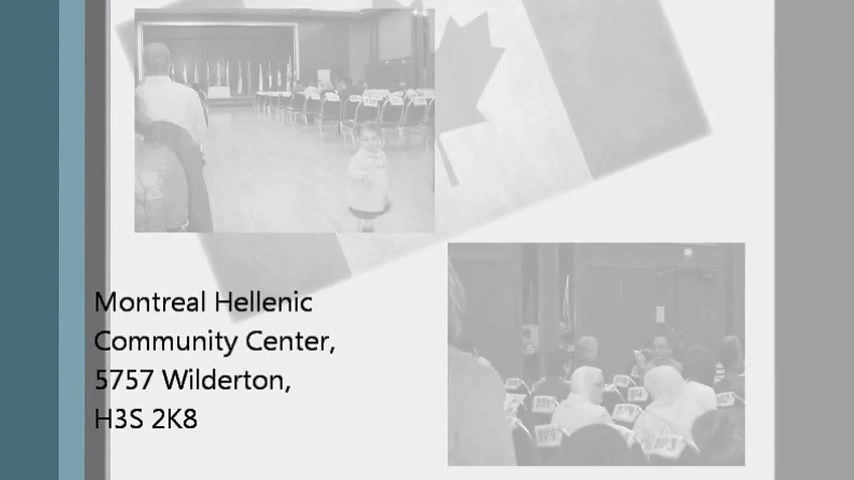 Montreal Hellenic
Community Center,
5757 Wilderton,
H3S 2K8